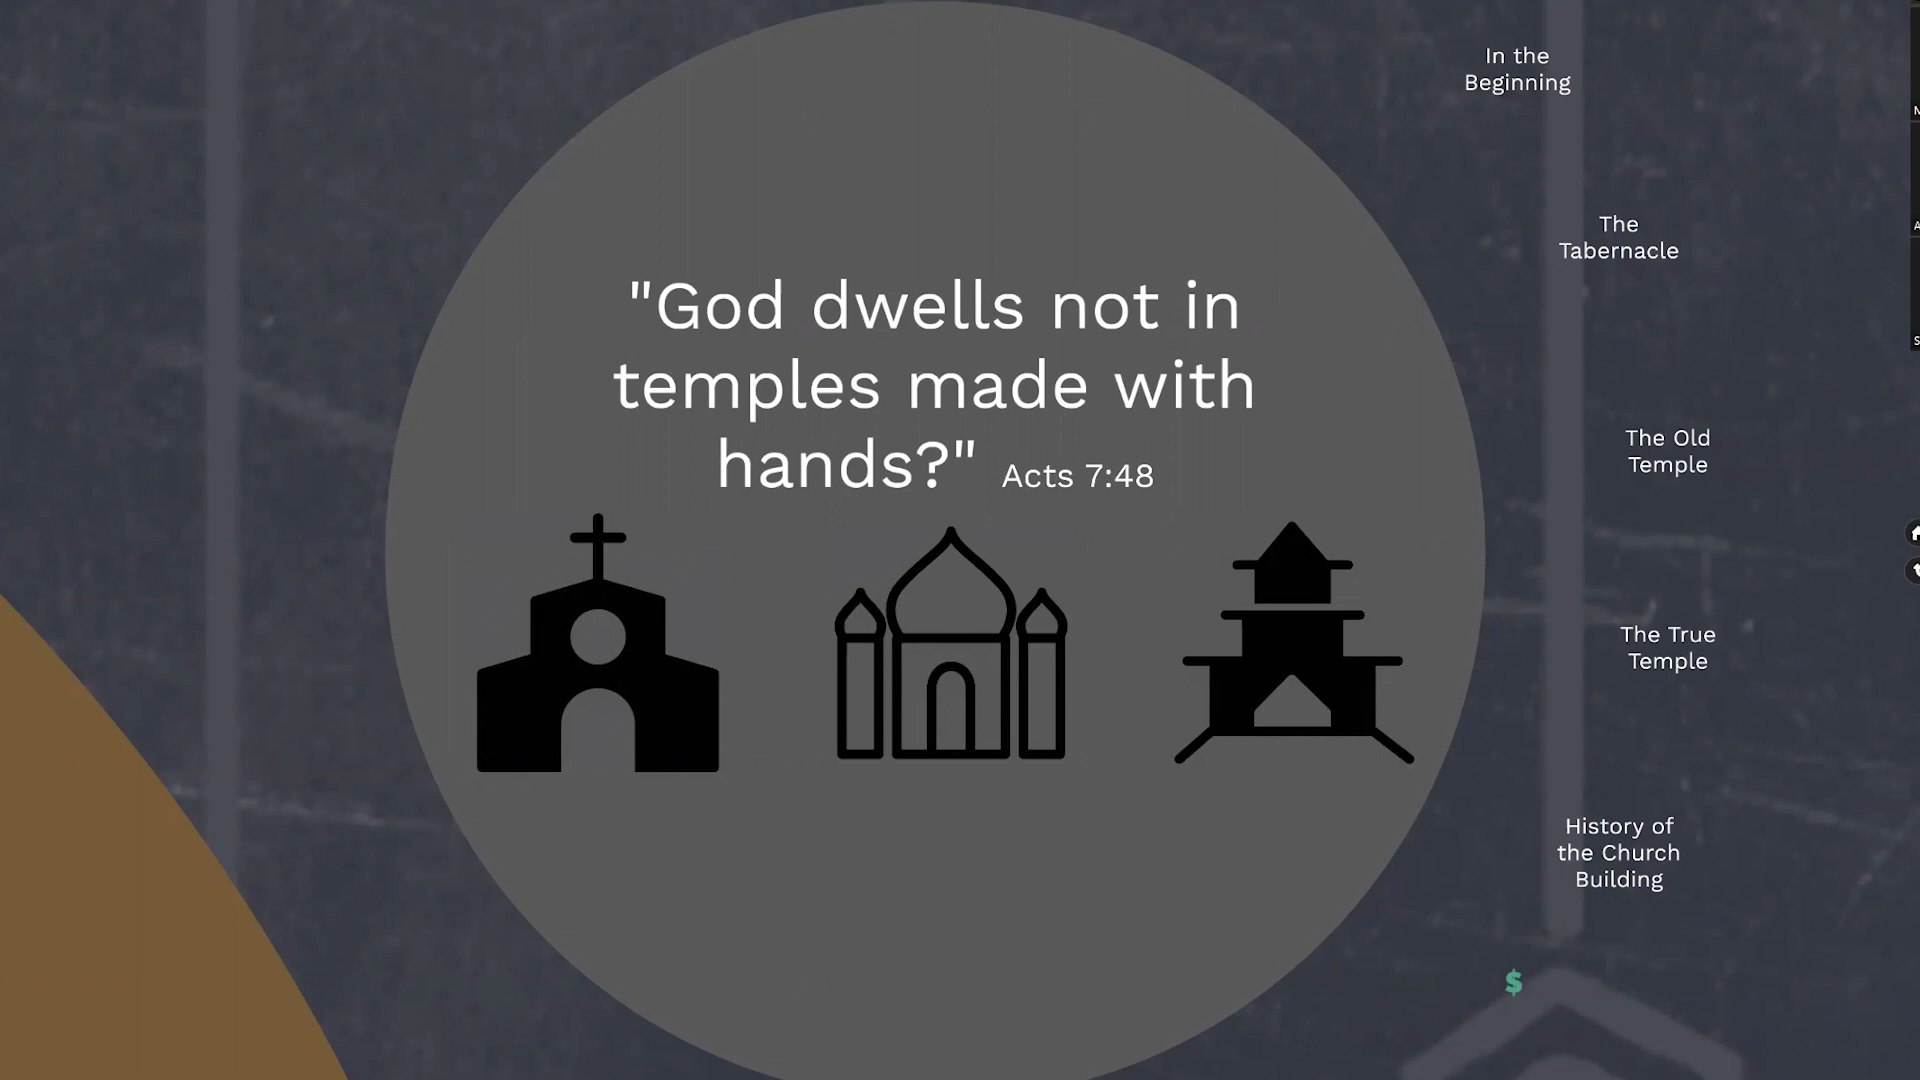 "God dwells not in
temples made with
hands?" Acts 7:48
In the
Beginning
The
Tabernacle
The Old
Temple
The True
Temple
History of
the Church
Building
$